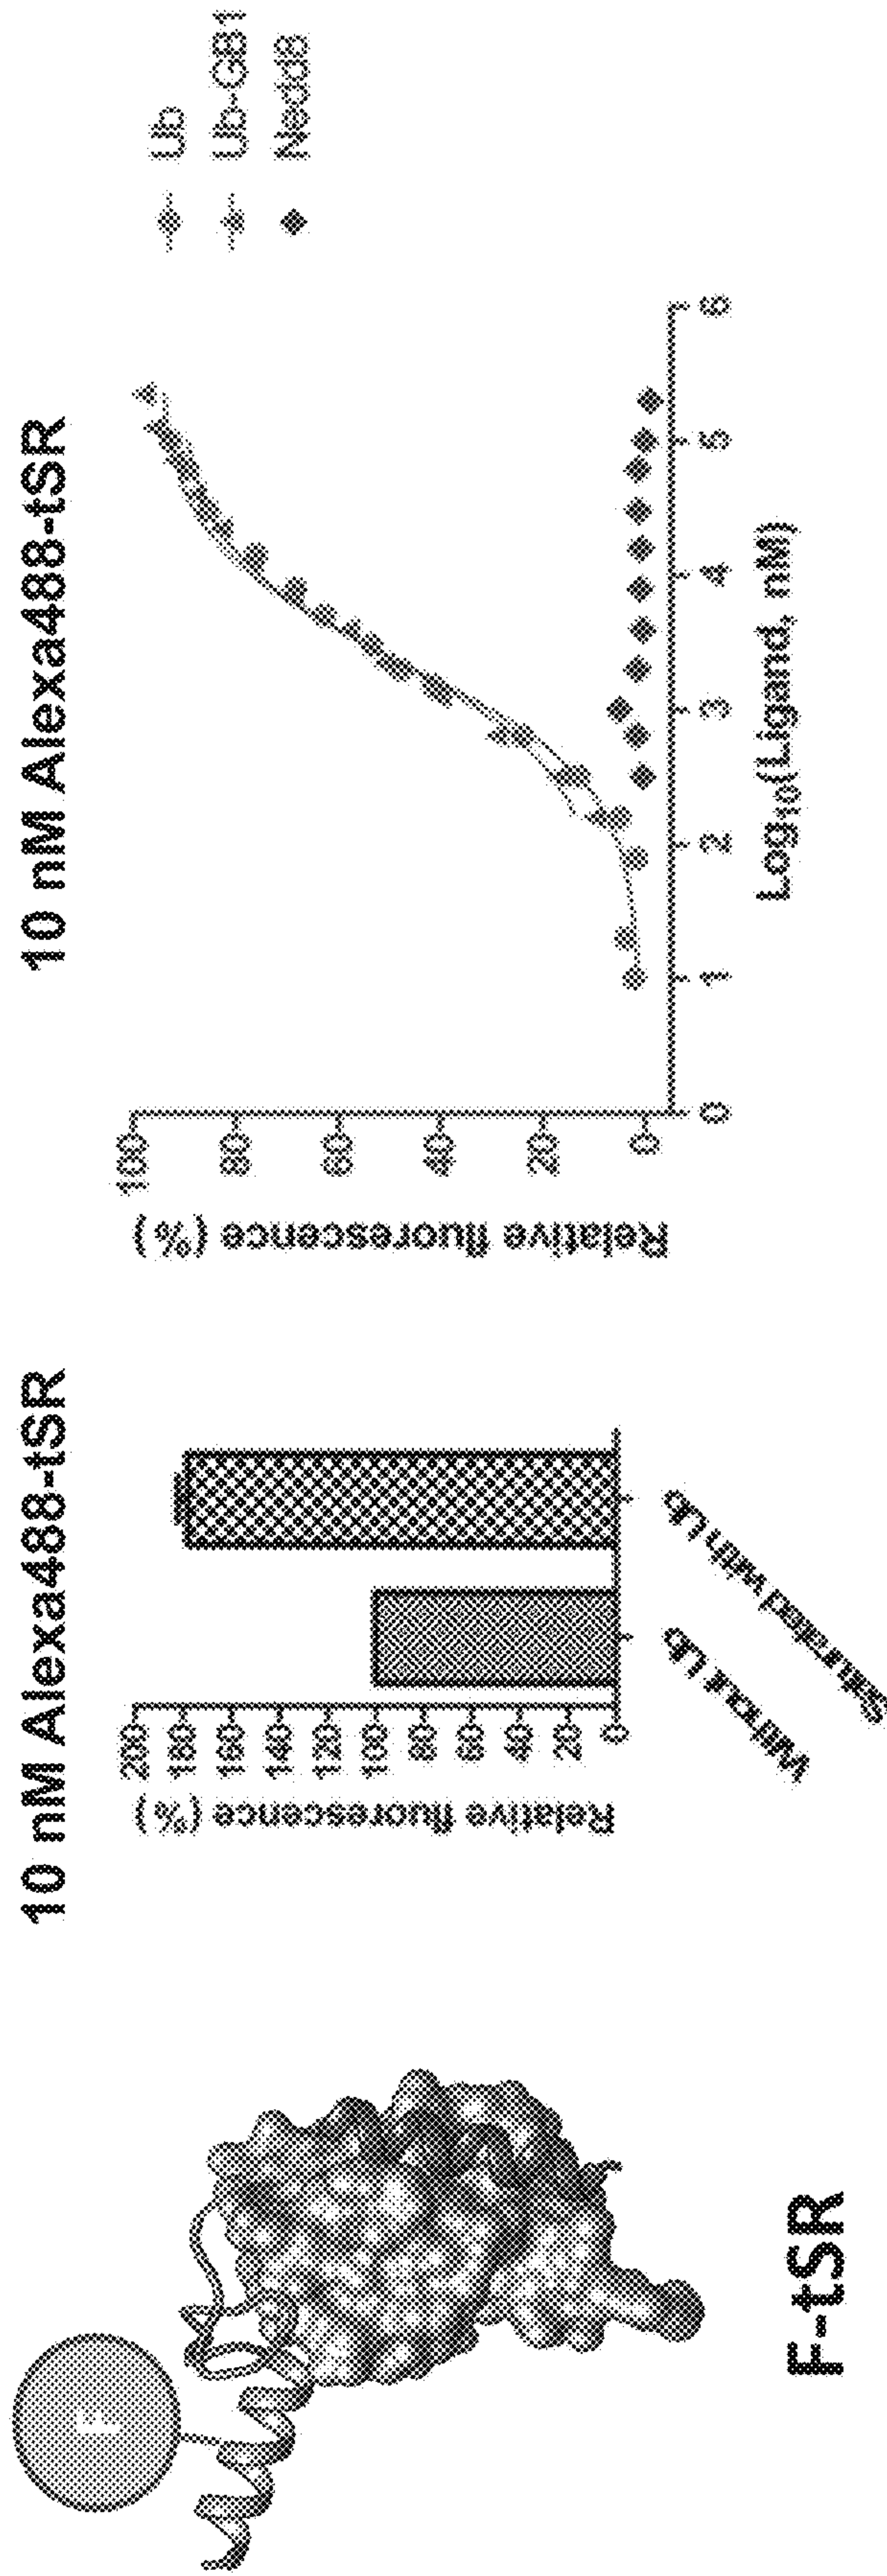 F
F-tSR
10 nM Alexa488-tSR
Relative fluorescence (%)
200
180
160
140
120
100
80
60
40
20
0
Without Ub
Saturated with Ub
10 nM Alexa488-tSR
Relative fluorescence (%)
100
80
60
40
20
0
0 1 2 3 4 5 6
Log10(Ligand, nM)
Ub
Ub-GB1
Nedd8